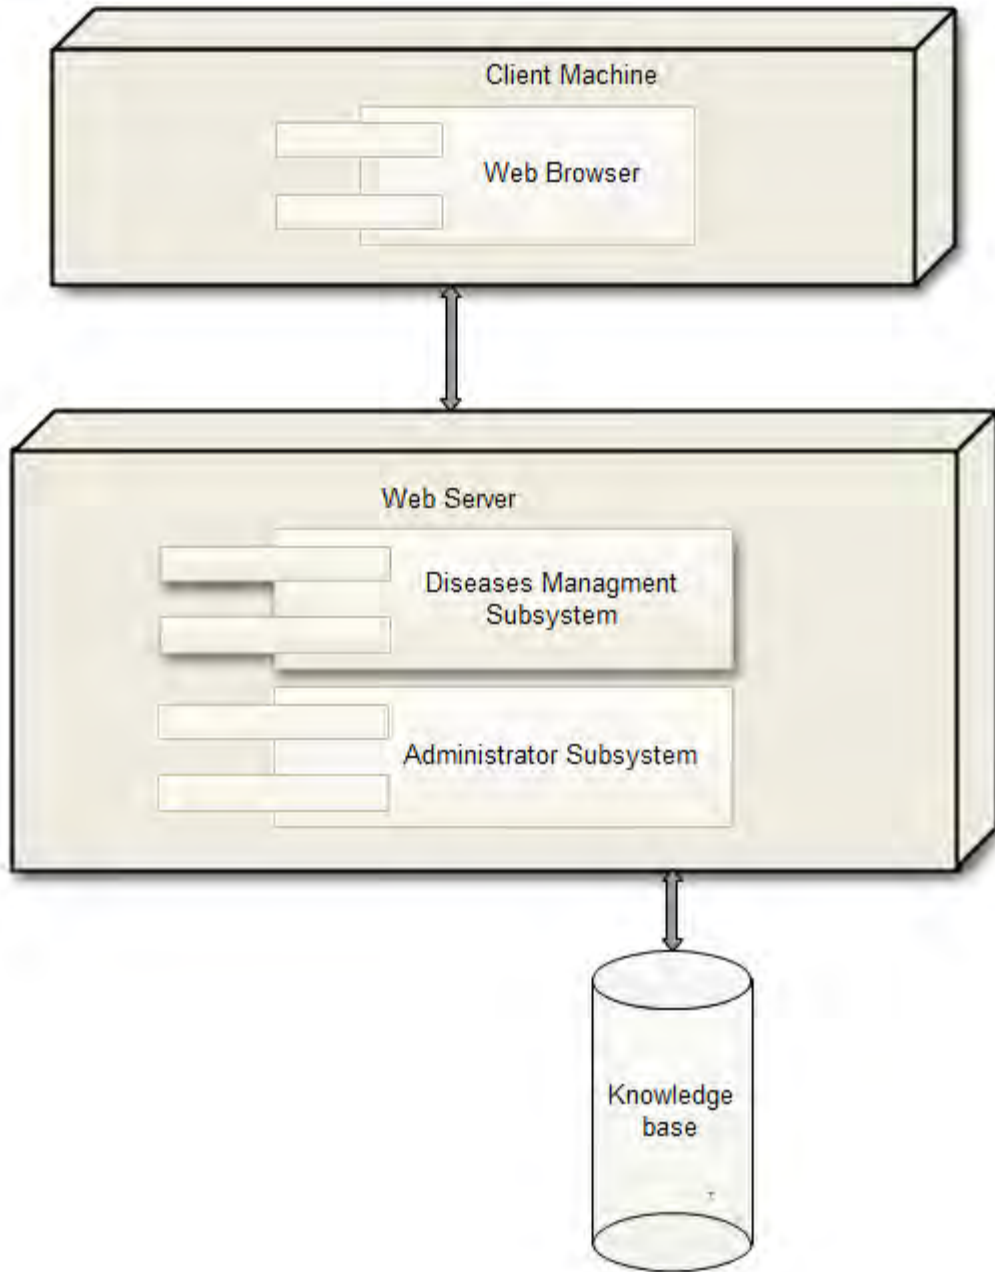 Client Machine
Web Browser
Web Server
Diseases Managment
Subsystem
Administrator Subsystem
Knowledge
base